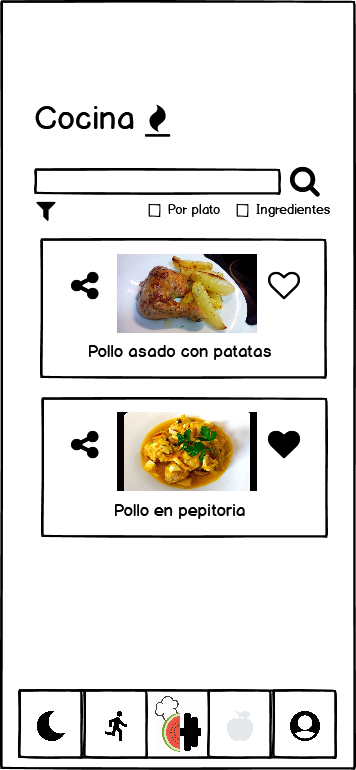 Cocina
Por plato Ingredientes
Pollo asado con patatas
Pollo en pepitoria